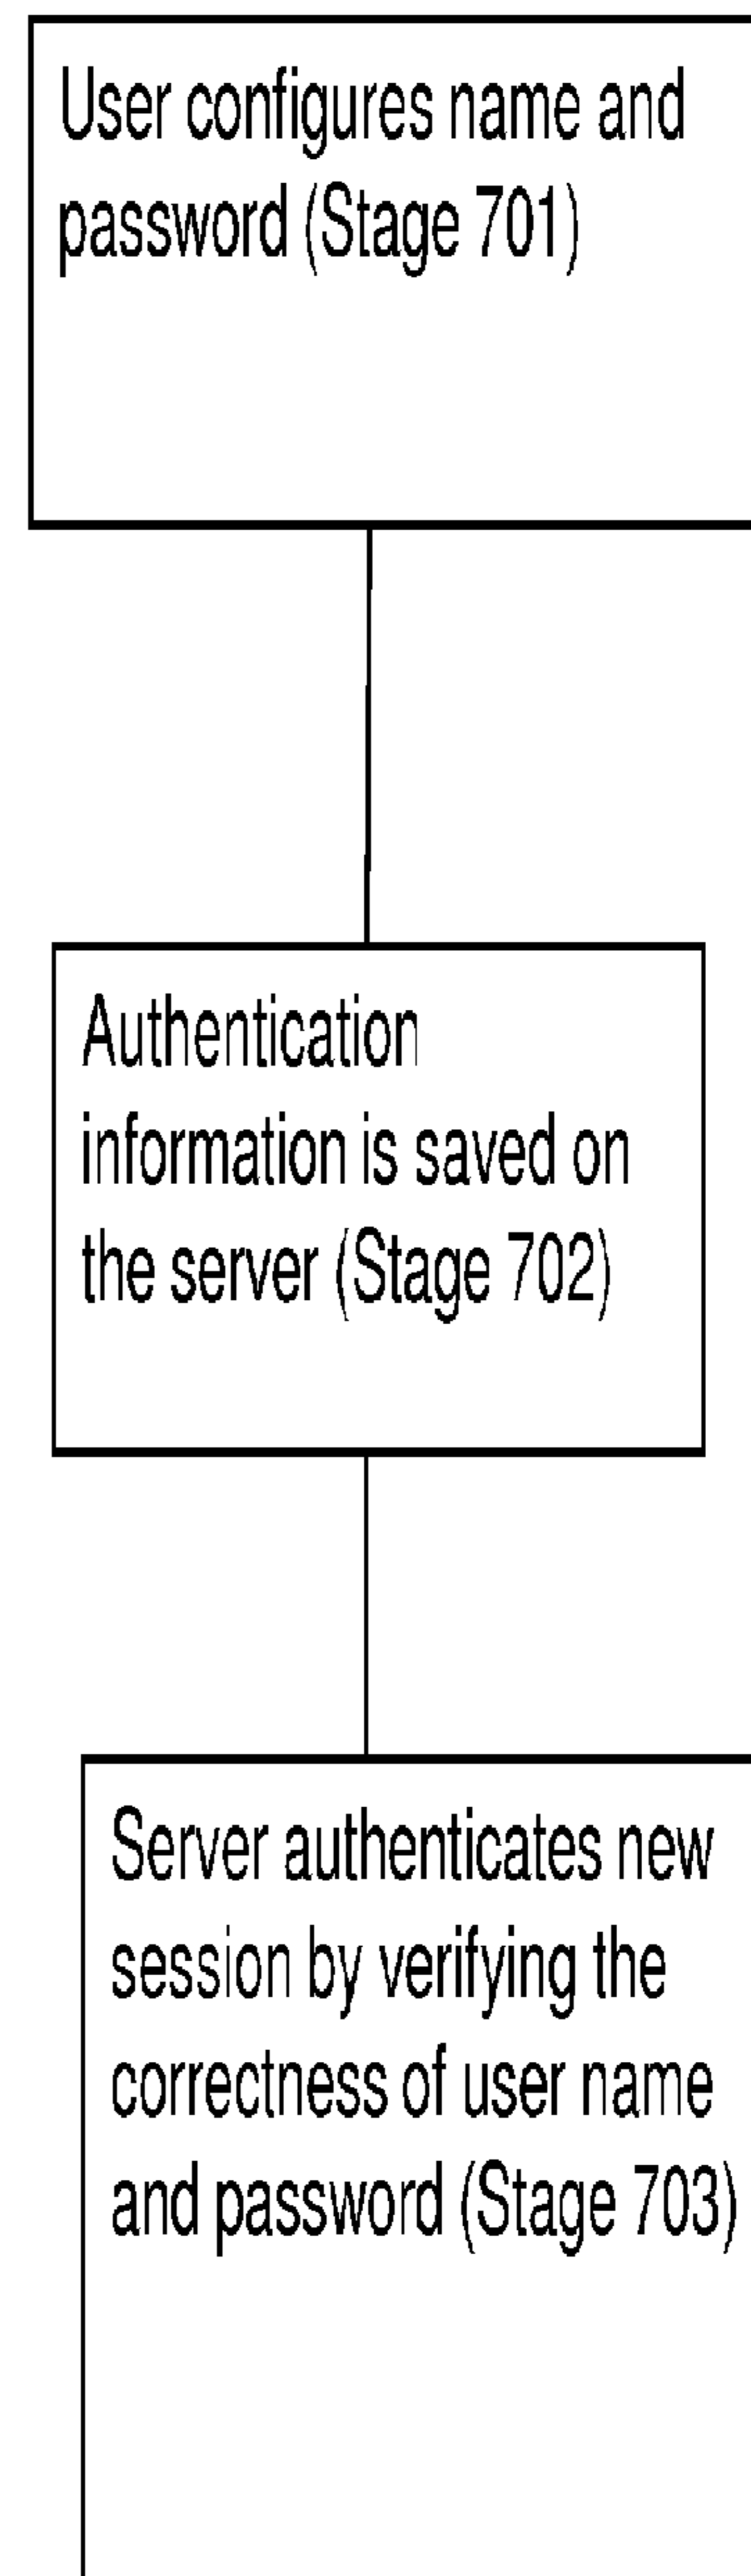 User configures name and
password (Stage 701)
Authentication
information is saved on
the server (Stage 702)
Server authenticates new
session by verifying the
correctness of user name
and password (Stage 703)